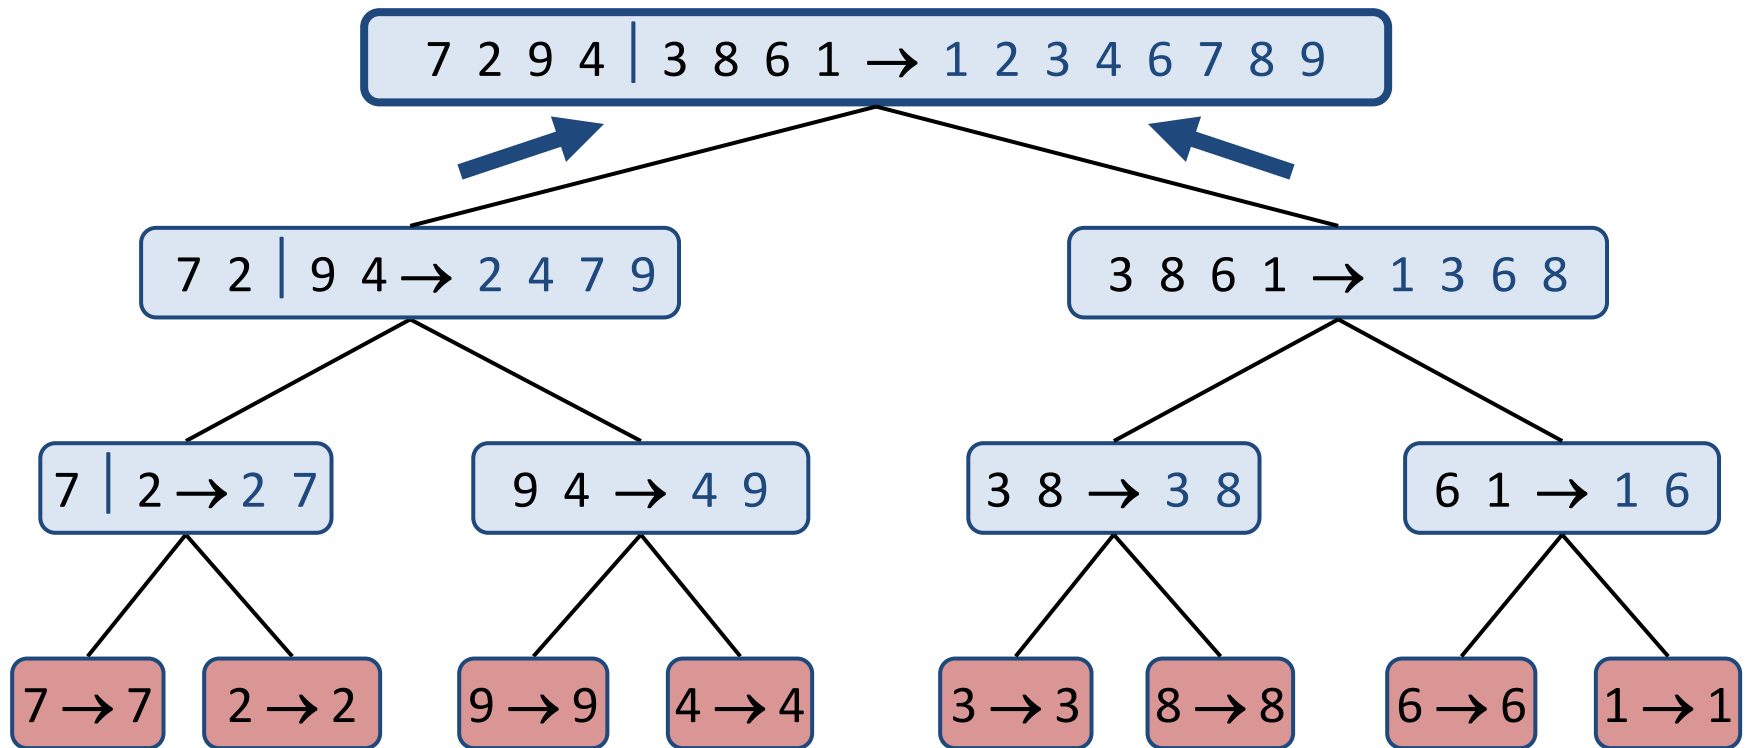 7 2 9 4 | 3 8 6 1 → 1 2 3 4 6 7 8 9
7 2 | 9 4 → 2 4 7 9
3 8 6 1 → 1 3 6 8
7 | 2 → 2 7
9 4 → 4 9
3 8 → 3 8
6 1 → 1 6
7 → 7
2 → 2
9 → 9
4 → 4
3 → 3
8 → 8
6 → 6
1 → 1